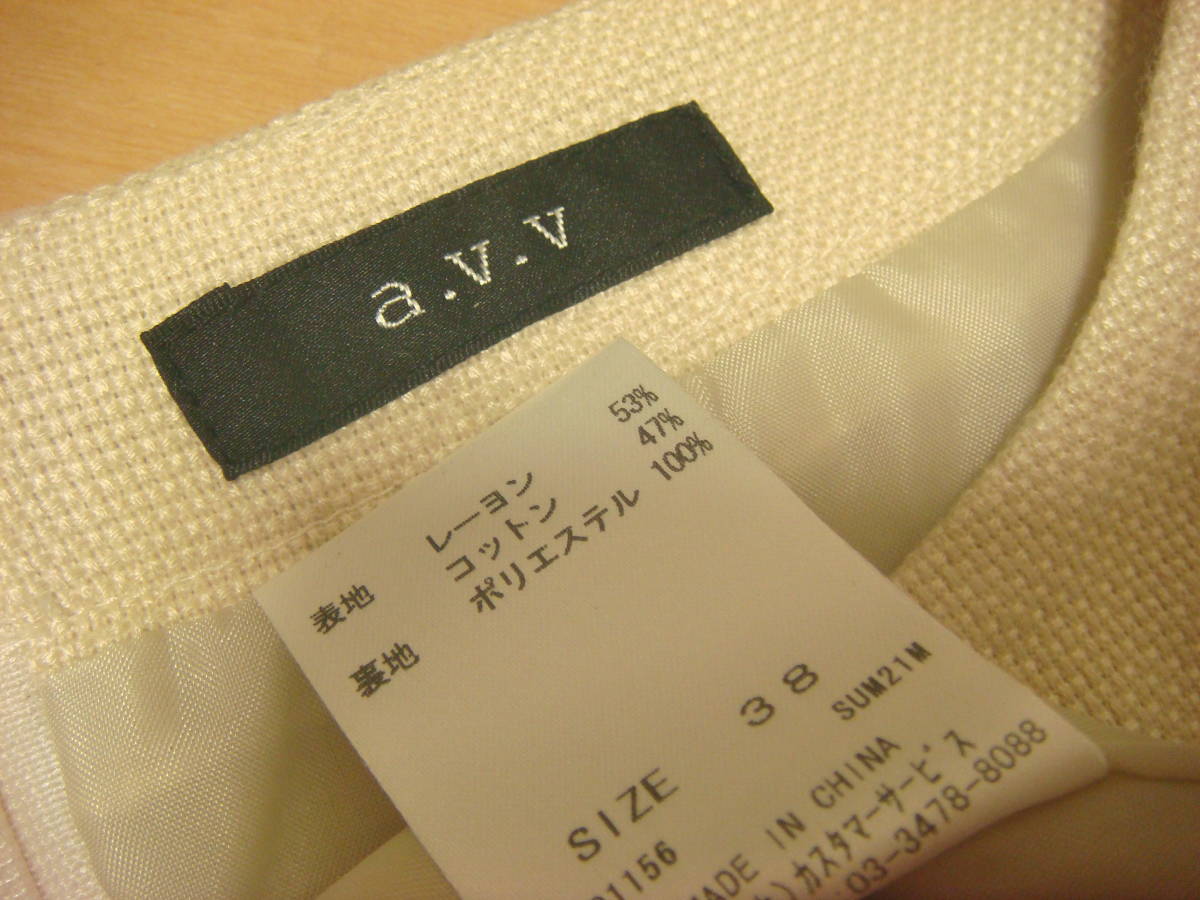 a.v.v
表地 レーヨン 53%
コットン 47%
裏地 ポリエステル 100%
SIZE 38
1156 SUM21M
MADE IN CHINA
)カスタマーサービス
03-3478-8088